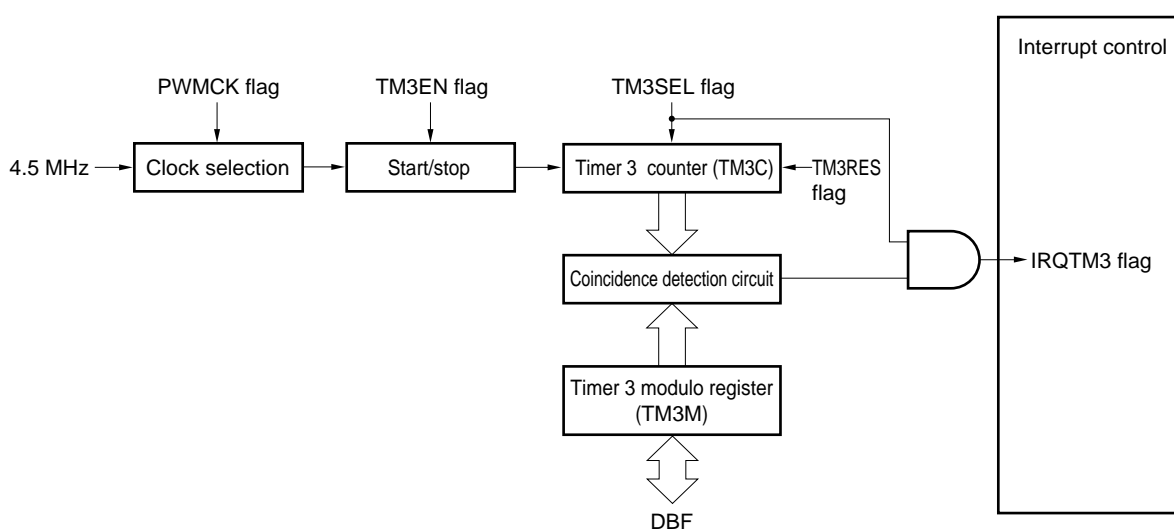 Interrupt control
PWMCK flag
TM3EN flag
TM3SEL flag
4.5 MHz
Clock selection
Start/stop
Timer 3 counter (TM3C)
TM3RES
flag
Coincidence detection circuit
IRQTM3 flag
Timer 3 modulo register
(TM3M)
DBF